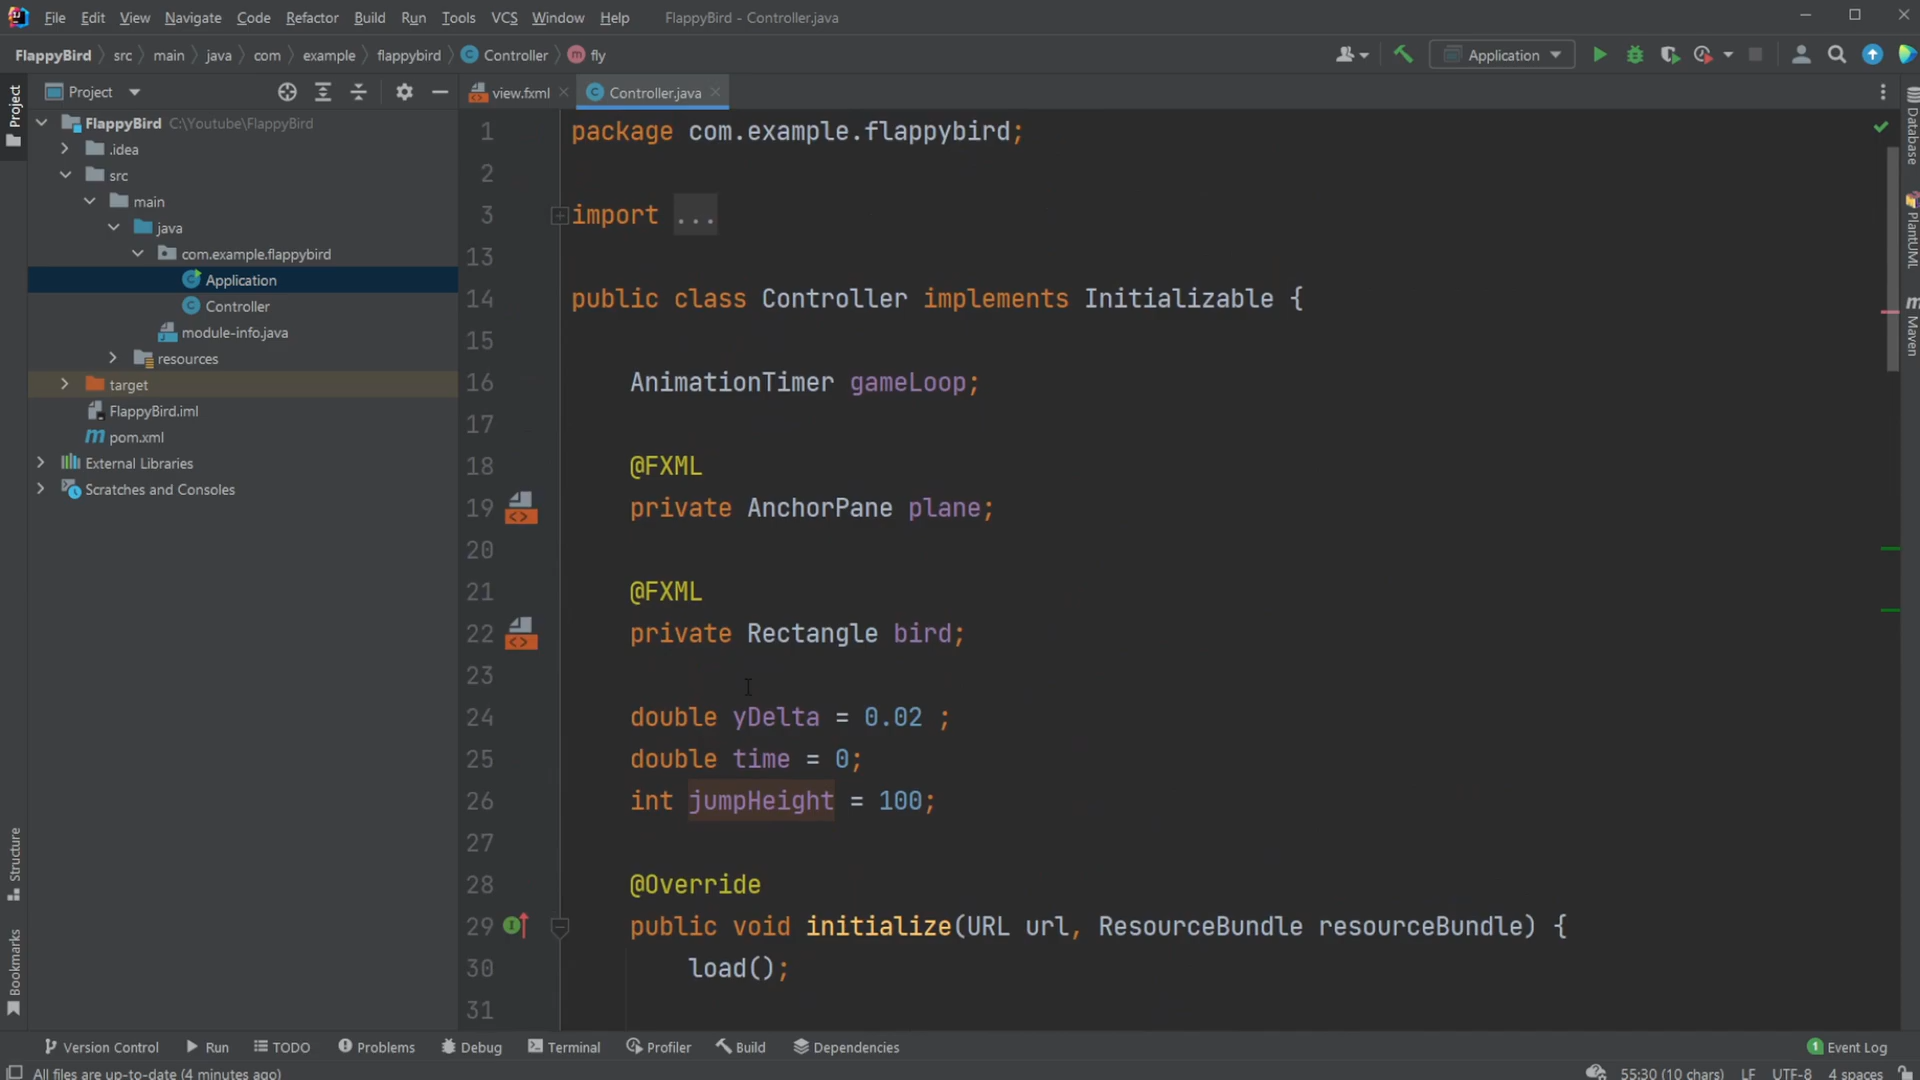 File Edit View Navigate Code Refactor Build Run Tools VCS Window Help FlappyBird - Controller.java
FlappyBird src main java com example flappybird Controller fly Application
Project
view.fxml
Controller.java
Project
FlappyBird C:\Youtube\FlappyBird
.idea
src
main
java
com.example.flappybird
Application
Controller
module-info.java
resources
target
FlappyBird.iml
pom.xml
External Libraries
Scratches and Consoles
Structure
Bookmarks
1 package com.example.flappybird;
2
3 import ...
13
14 public class Controller implements Initializable {
15
16 AnimationTimer gameLoop;
17
18 @FXML
19 private AnchorPane plane;
20
21 @FXML
22 private Rectangle bird;
23
24 double yDelta = 0.02 ;
25 double time = 0;
26 int jumpHeight = 100;
27
28 @Override
29 public void initialize(URL url, ResourceBundle resourceBundle) {
30 load();
31
Database
PlantUML
Maven
Version Control Run TODO Problems Debug Terminal Profiler Build Dependencies 1 Event Log
All files are up-to-date (4 minutes ago) 55:30 (10 chars) LF UTF-8 4 spaces